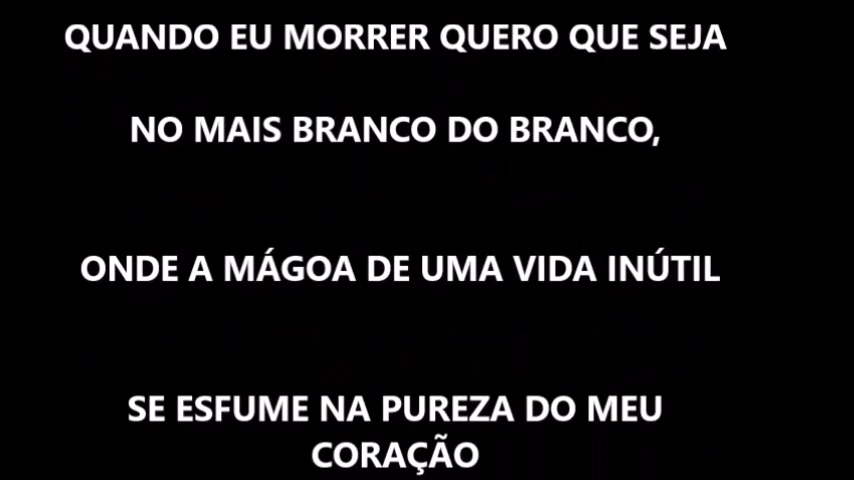 QUANDO EU MORRER QUERO QUE SEJA
NO MAIS BRANCO DO BRANCO,
ONDE A MÁGOA DE UMA VIDA INÚTIL
SE ESFUME NA PUREZA DO MEU
CORAÇÃO